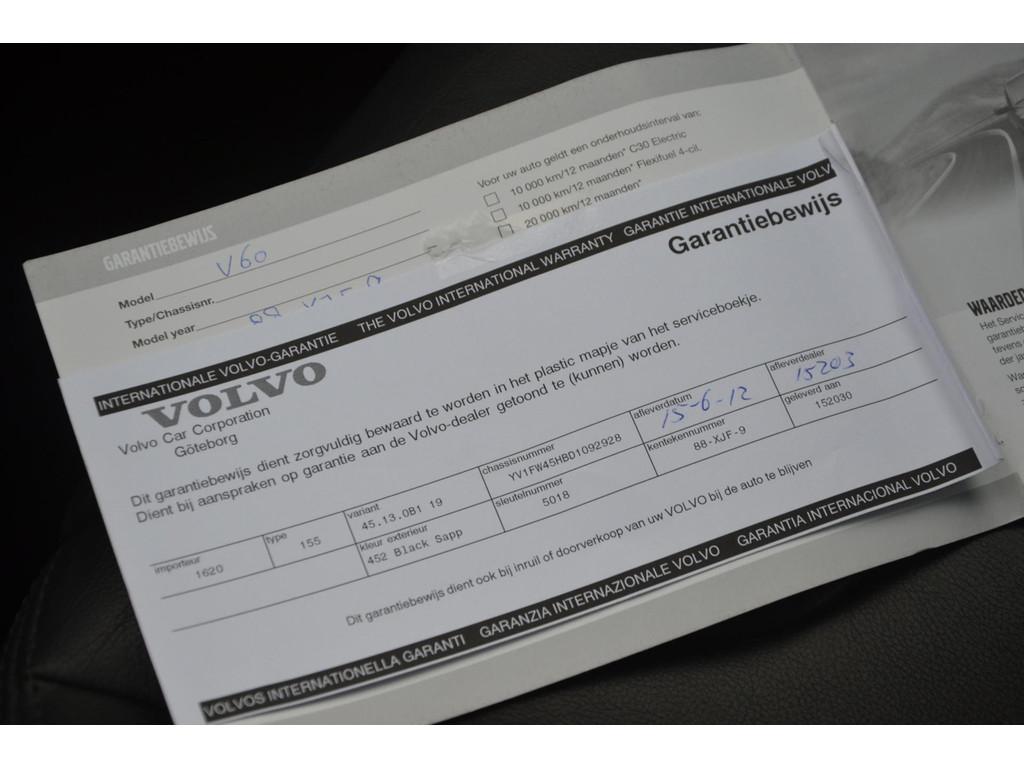 GARANTIEBEWIJS
Model V60
Type/Chassisnr.
Model year
Voor uw auto geldt een onderhoudsinterval van:
10 000 km/12 maanden* C30 Electric
10 000 km/12 maanden* Flexifuel 4-cil.
20 000 km/12 maanden*
INTERNATIONALE VOLVO-GARANTIE THE VOLVO INTERNATIONAL WARRANTY GARANTIE INTERNATIONALE VOLV
Garantiebewijs
VOLVO
Volvo Car Corporation
Göteborg
Dit garantiebewijs dient zorgvuldig bewaard te worden in het plastic mapje van het serviceboekje.
Dient bij aanspraken op garantie aan de Volvo-dealer getoond te (kunnen) worden.
importeur type variant chassisnummer afleverdatum afleverdealer
1620 155 45.13.0B1 19 YV1FW45HBD1092928 15-6-12 15203
kleur exterieur sleutelnummer kentekennummer geleverd aan
452 Black Sapp 5018 88-XJF-9 152030
Dit garantiebewijs dient ook bij inruil of doorverkoop van uw VOLVO bij de auto te blijven
VOLVOS INTERNATIONELLA GARANTI GARANZIA INTERNAZIONALE VOLVO GARANTIA INTERNACIONAL VOLVO
WAARDE
Het Servic
garantieb
tevens
der ja